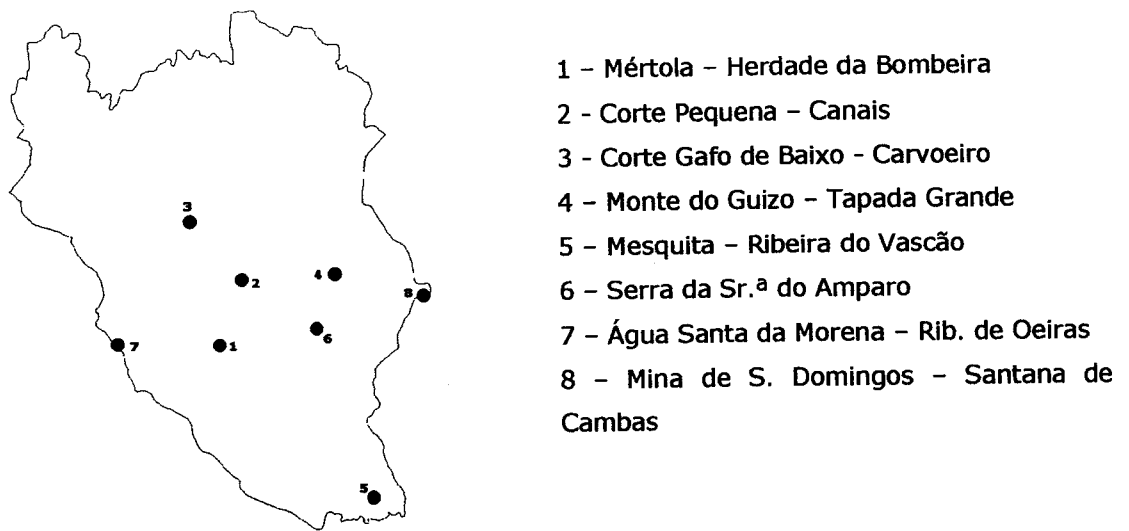 3
2
4
8
7
1
6
5
1 – Mértola – Herdade da Bombeira
2 - Corte Pequena – Canais
3 - Corte Gafo de Baixo - Carvoeiro
4 – Monte do Guizo – Tapada Grande
5 – Mesquita – Ribeira do Vascão
6 – Serra da Sr.ª do Amparo
7 – Água Santa da Morena – Rib. de Oeiras
8 – Mina de S. Domingos – Santana de
Cambas